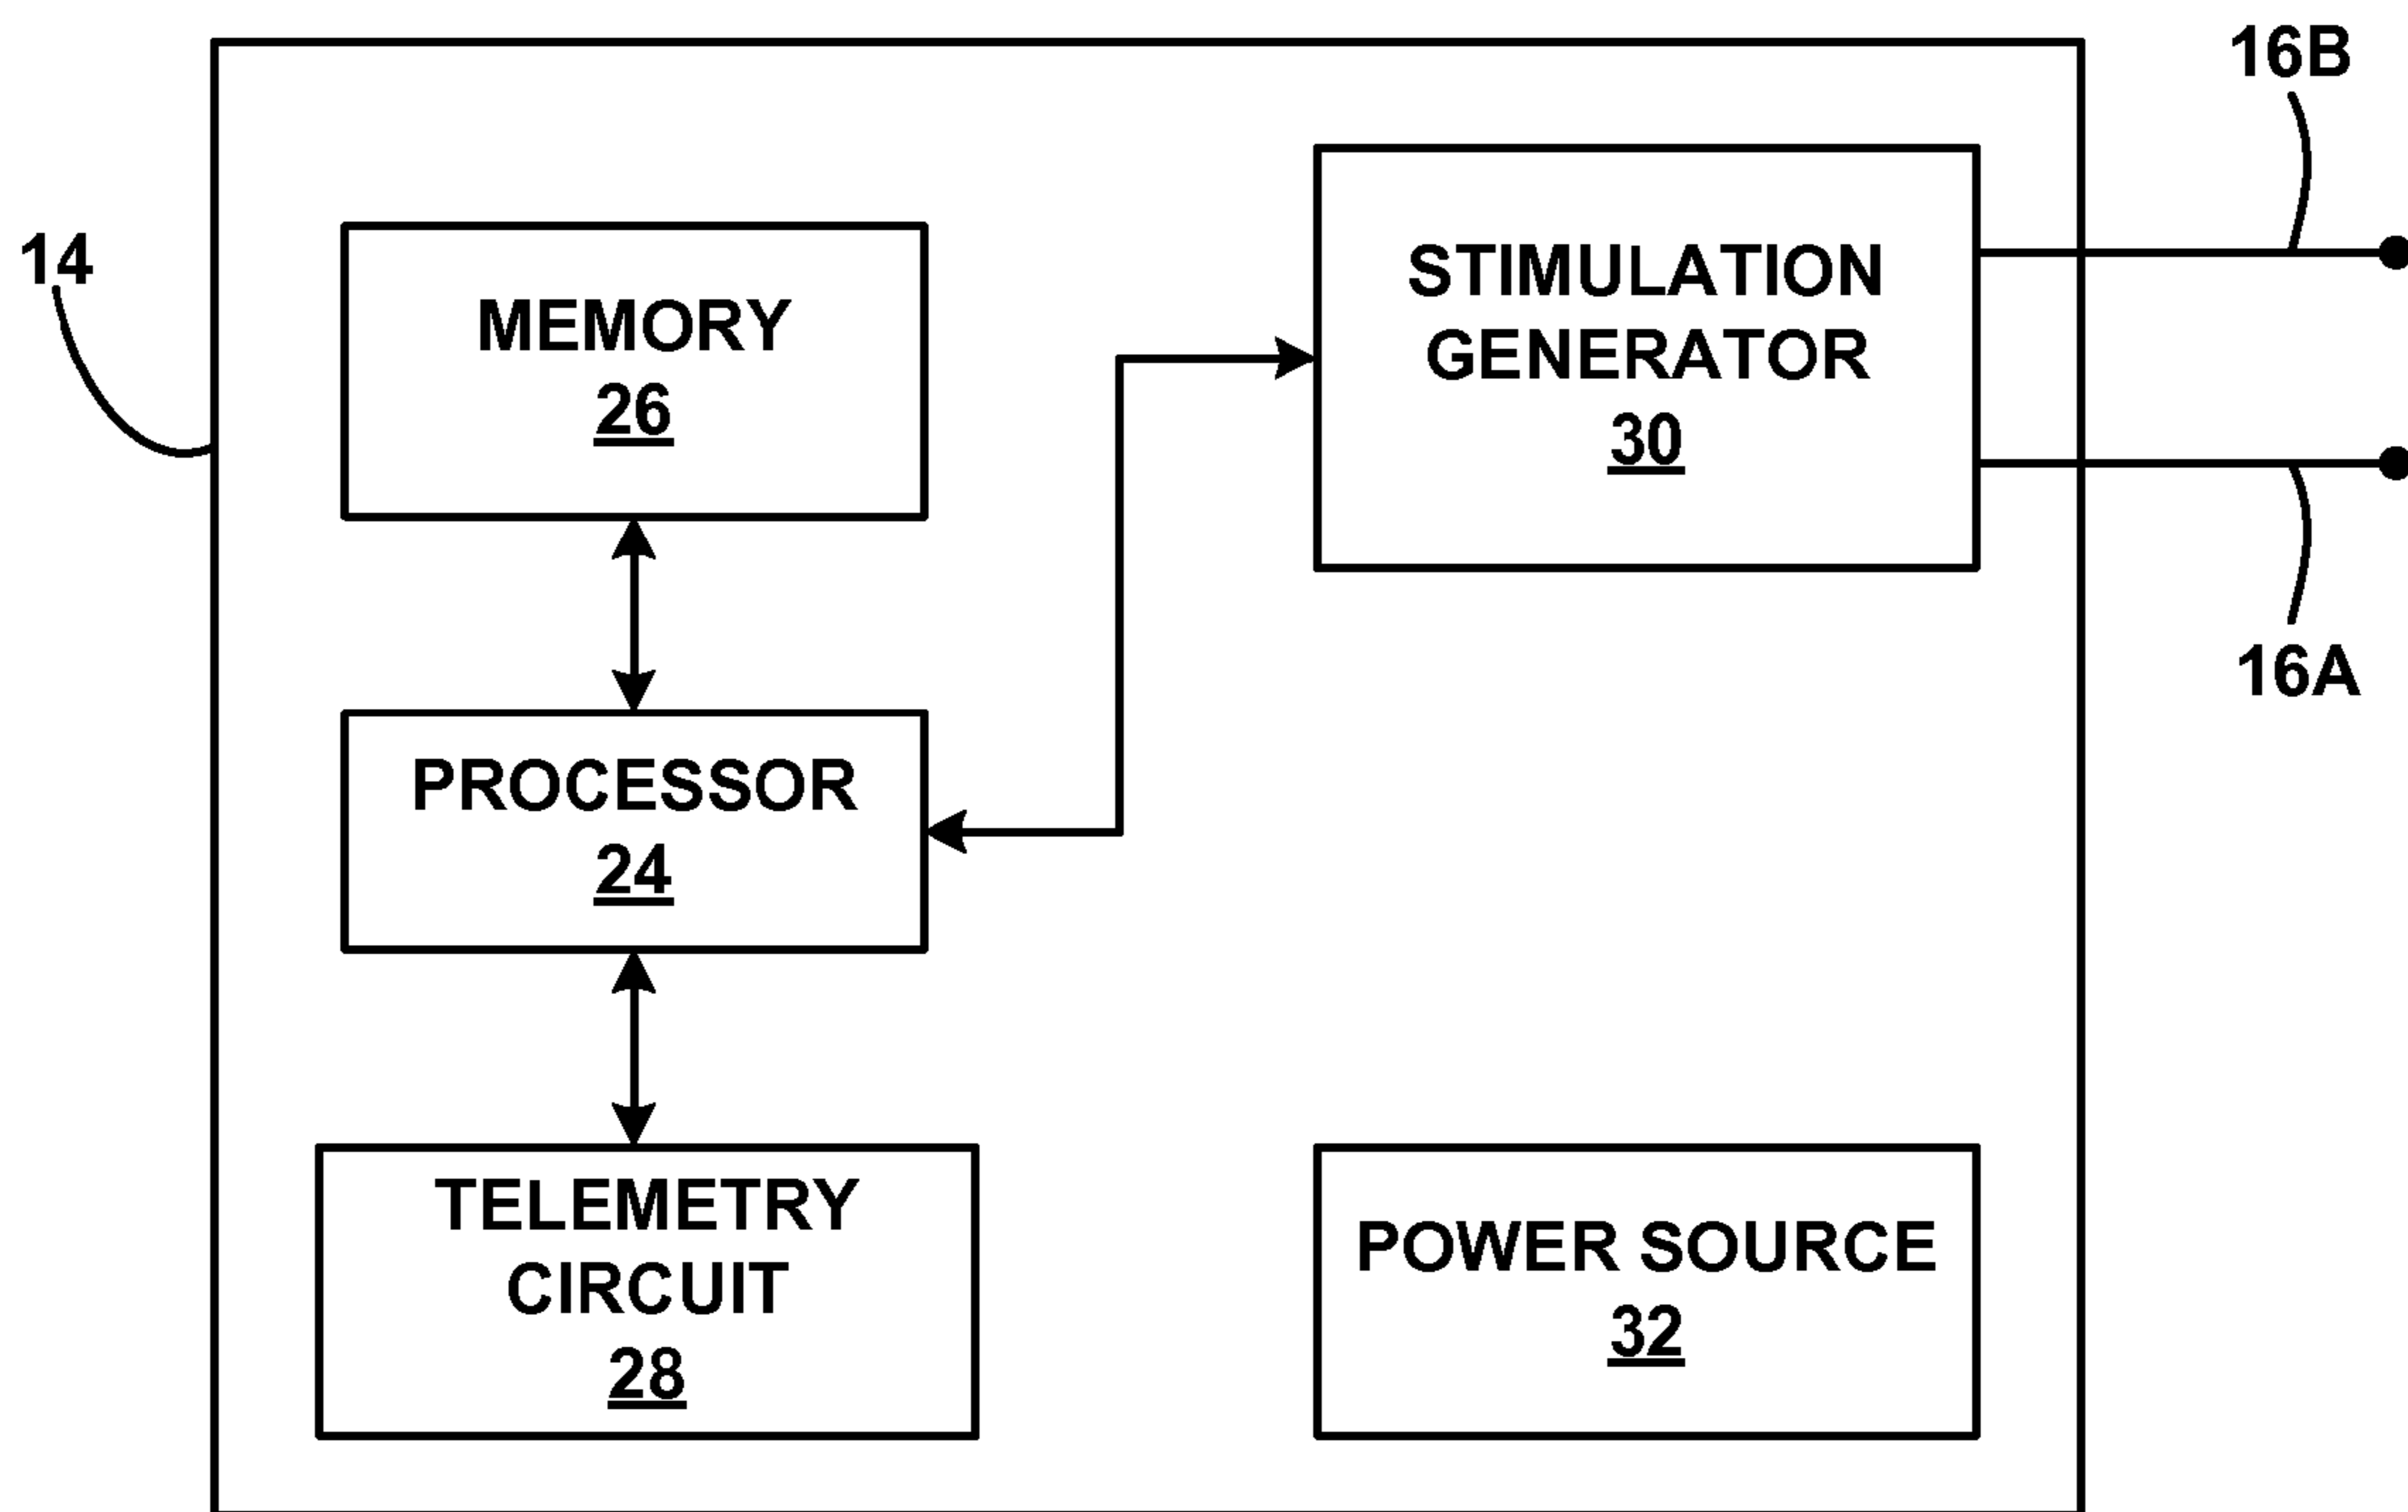 16B
14
MEMORY
26
STIMULATION
GENERATOR
30
16A
PROCESSOR
24
TELEMETRY
CIRCUIT
28
POWER SOURCE
32